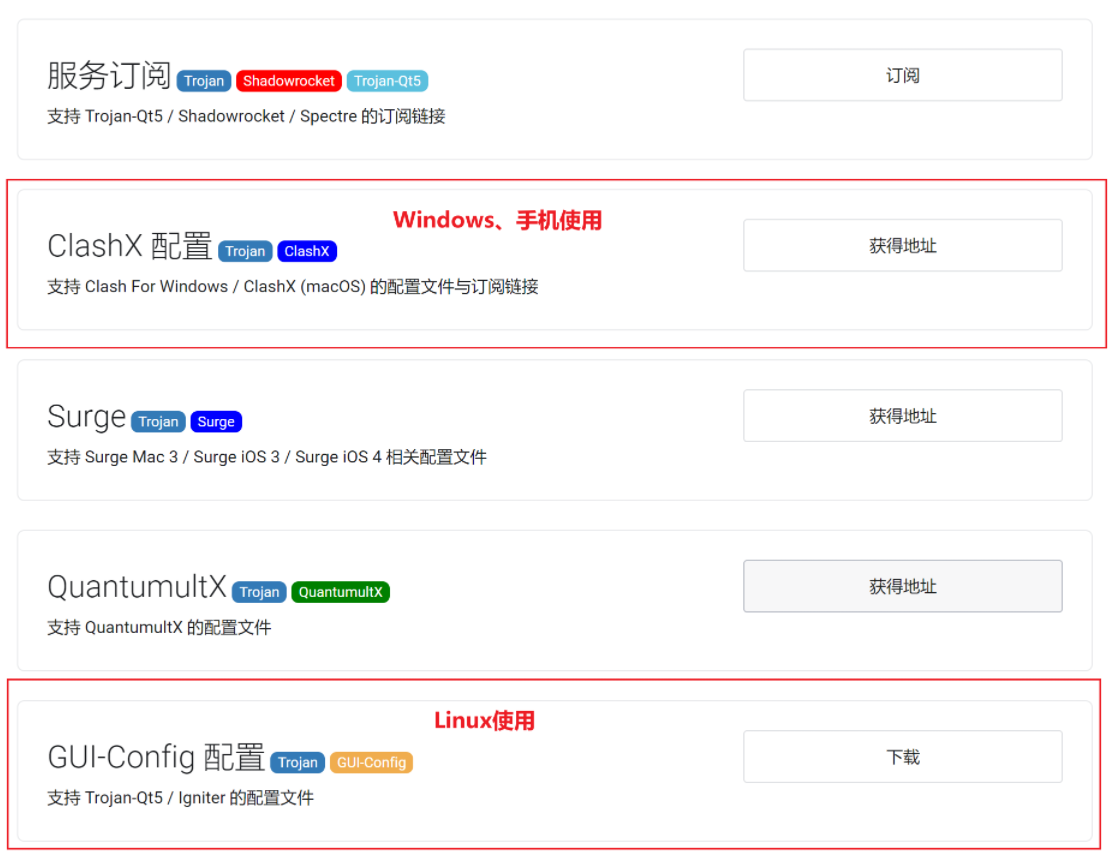 服务订阅 Trojan Shadowrocket Trojan-Qt5
订阅
支持 Trojan-Qt5 / Shadowrocket / Spectre 的订阅链接
Windows、手机使用
ClashX 配置 Trojan ClashX
获得地址
支持 Clash For Windows / ClashX (macOS) 的配置文件与订阅链接
Surge Trojan Surge
获得地址
支持 Surge Mac 3 / Surge iOS 3 / Surge iOS 4 相关配置文件
QuantumultX Trojan QuantumultX
获得地址
支持 QuantumultX 的配置文件
Linux使用
GUI-Config 配置 Trojan GUI-Config
下载
支持 Trojan-Qt5 / Igniter 的配置文件